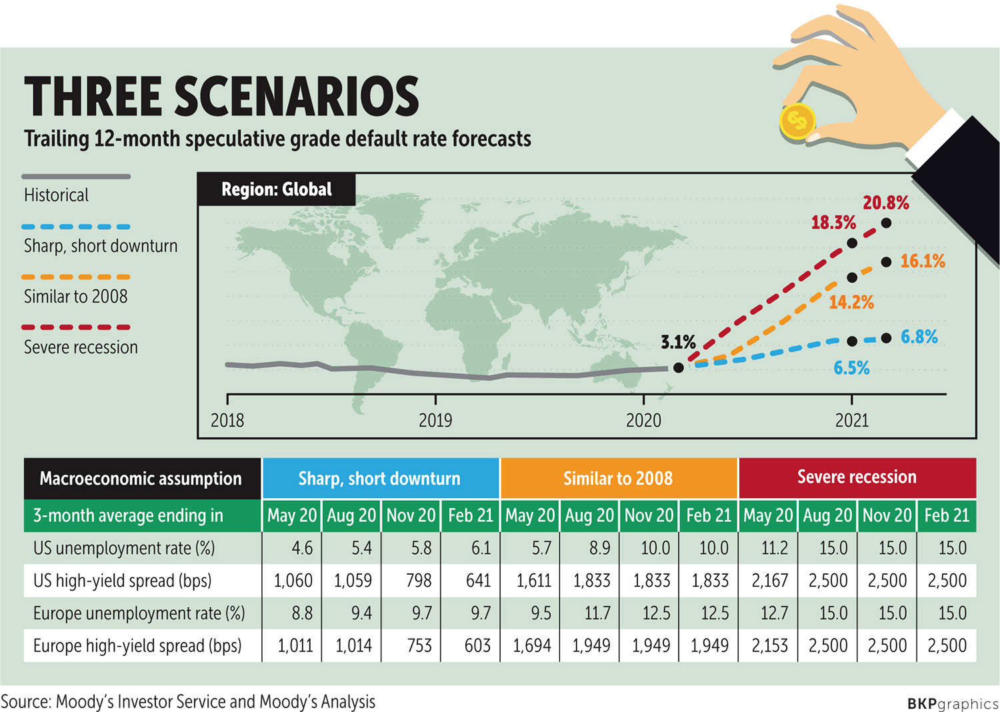 THREE SCENARIOS
Trailing 12-month speculative grade default rate forecasts
Historical
Sharp, short downturn
Similar to 2008
Severe recession
Region: Global
20.8%
18.3%
16.1%
14.2%
3.1%
6.8%
6.5%
2018 2019 2020 2021
Macroeconomic assumption Sharp, short downturn Similar to 2008 Severe recession
3-month average ending in May 20 Aug 20 Nov 20 Feb 21 May 20 Aug 20 Nov 20 Feb 21 May 20 Aug 20 Nov 20 Feb 21
US unemployment rate (%) 4.6 5.4 5.8 6.1 5.7 8.9 10.0 10.0 11.2 15.0 15.0 15.0
US high-yield spread (bps) 1,060 1,059 798 641 1,611 1,833 1,833 1,833 2,167 2,500 2,500 2,500
Europe unemployment rate (%) 8.8 9.4 9.7 9.7 9.5 11.7 12.5 12.5 12.7 15.0 15.0 15.0
Europe high-yield spread (bps) 1,011 1,014 753 603 1,694 1,949 1,949 1,949 2,153 2,500 2,500 2,500
Source: Moody's Investor Service and Moody's Analysis
BKPgraphics